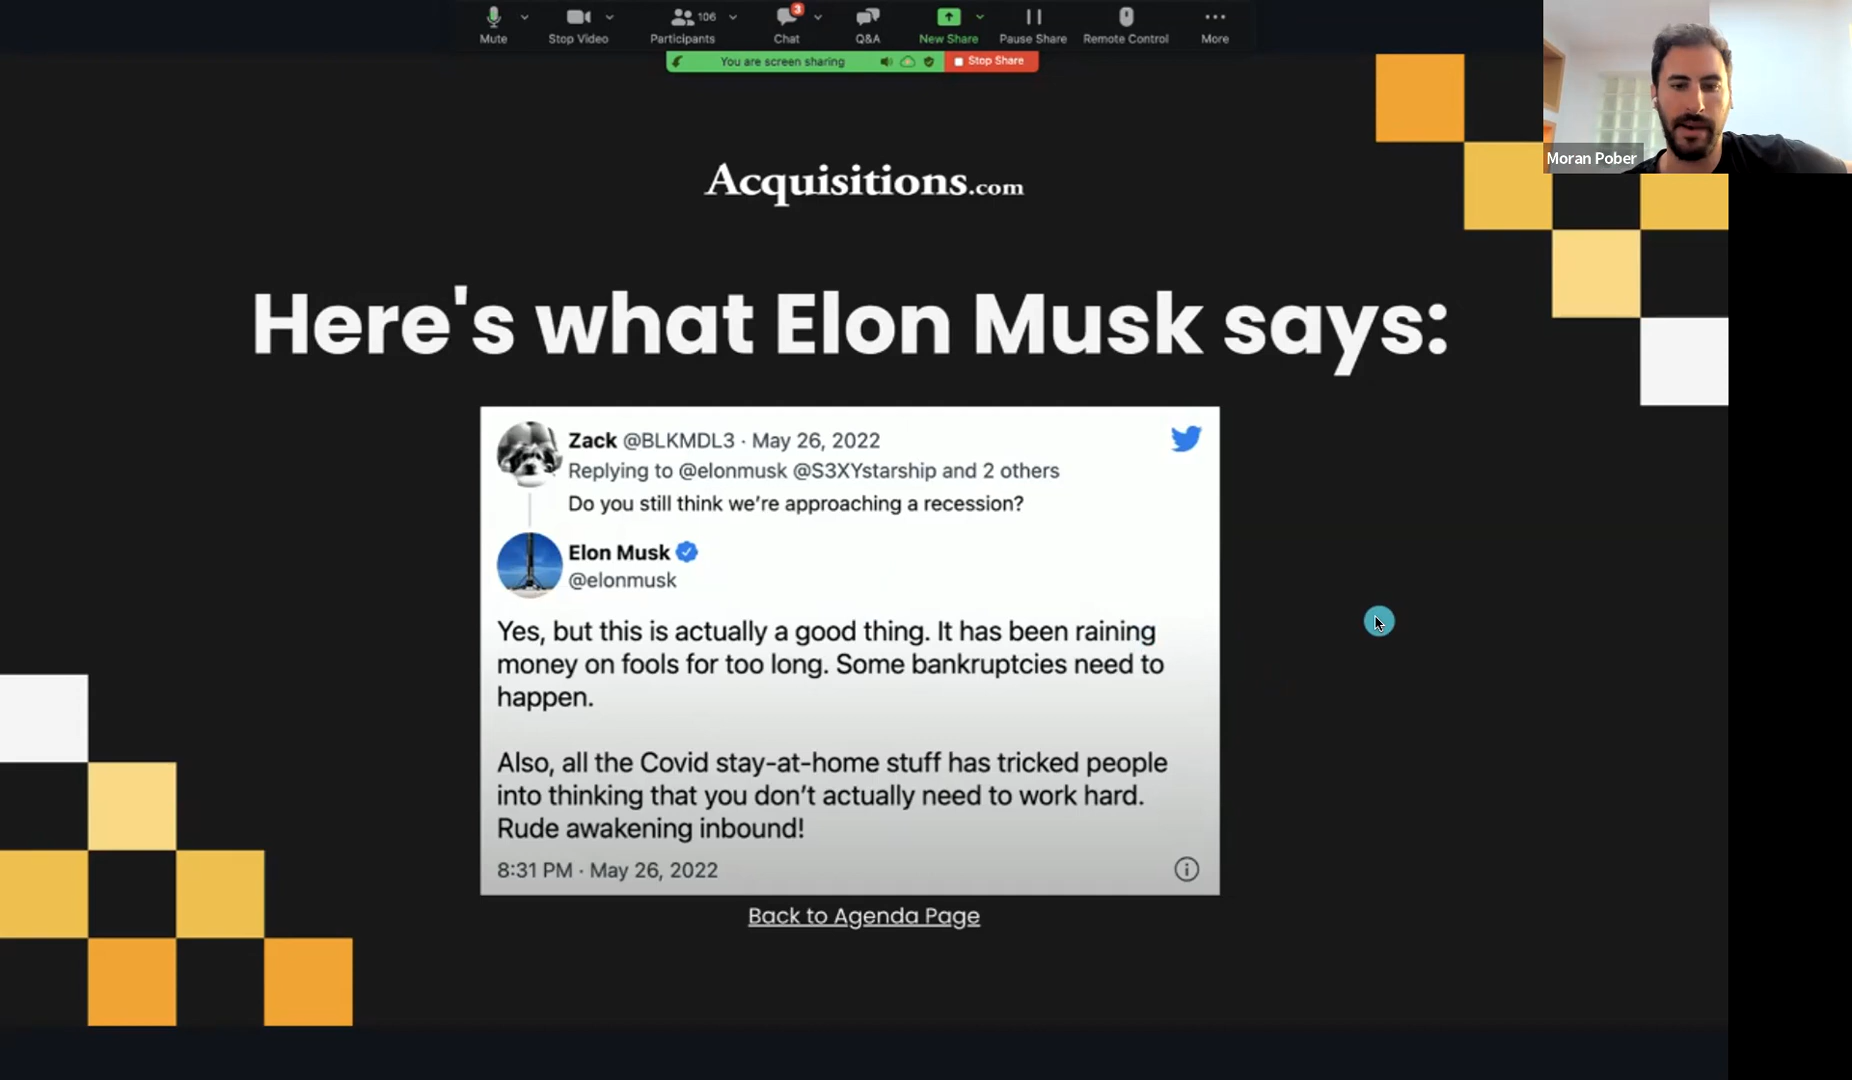 Mute
Stop Video
Participants
106
Chat
3
Q&A
New Share
Pause Share
Remote Control
More
You are screen sharing
Stop Share
Moran Pober
Acquisitions.com
Here's what Elon Musk says:
Zack @BLKMDL3 · May 26, 2022
Replying to @elonmusk @S3XYstarship and 2 others
Do you still think we’re approaching a recession?
Elon Musk
@elonmusk
Yes, but this is actually a good thing. It has been raining
money on fools for too long. Some bankruptcies need to
happen.
Also, all the Covid stay-at-home stuff has tricked people
into thinking that you don’t actually need to work hard.
Rude awakening inbound!
8:31 PM · May 26, 2022
Back to Agenda Page